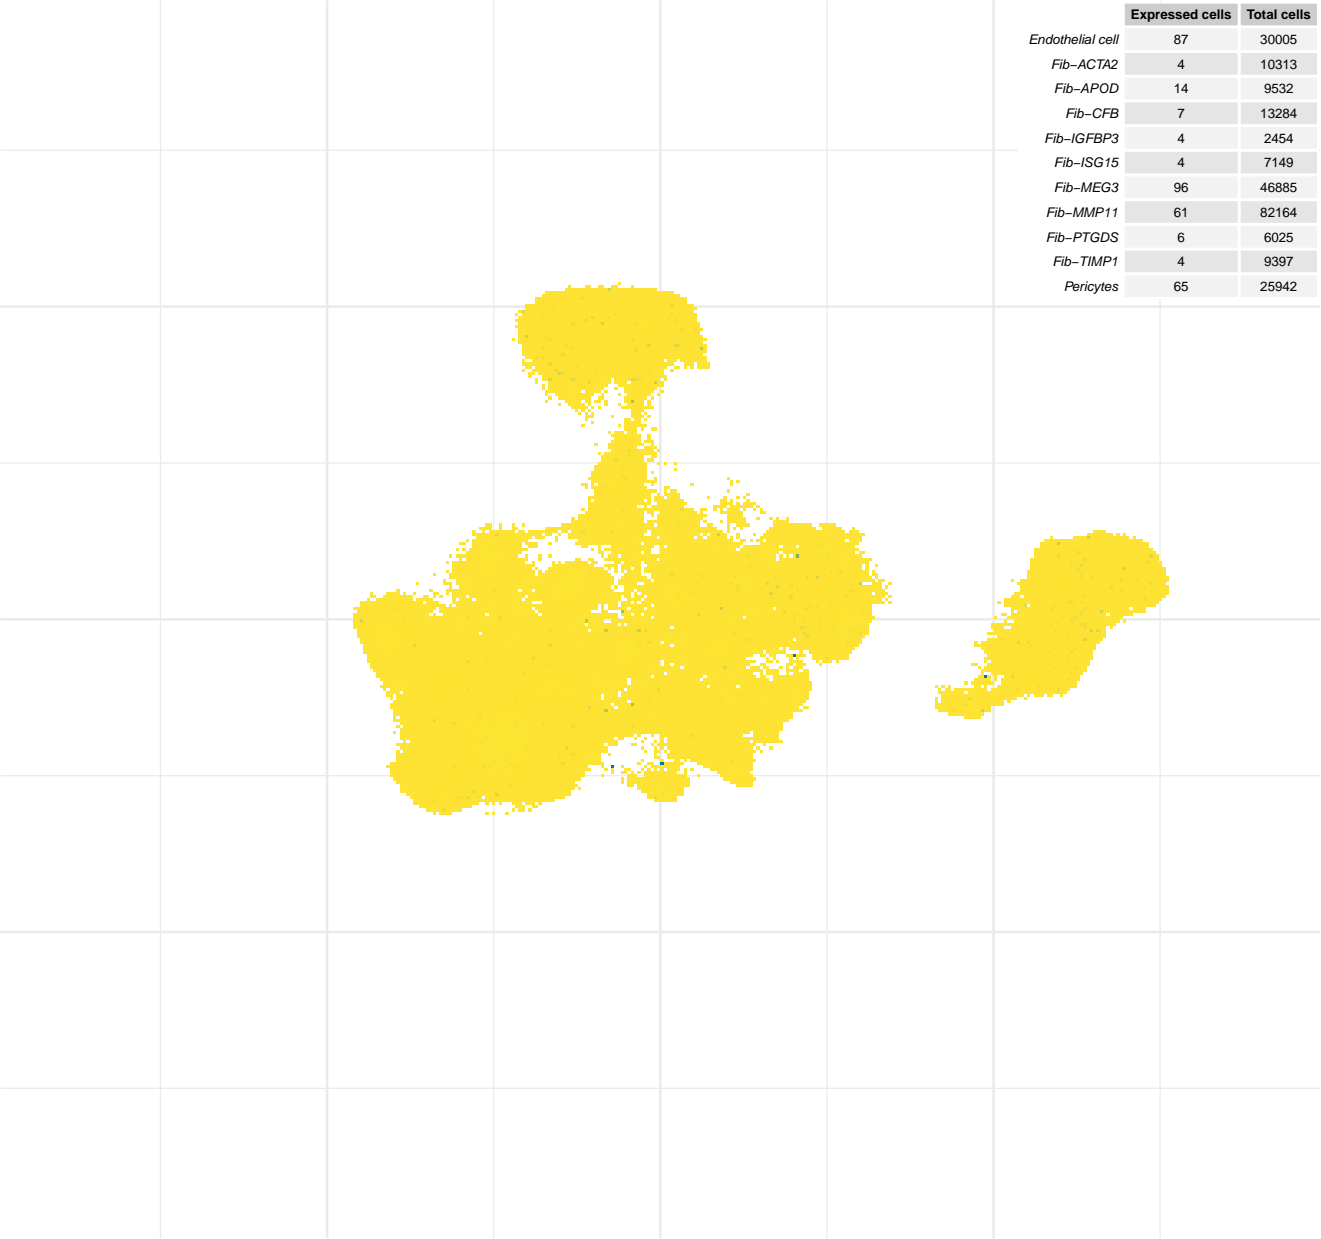 Expressed cells Total cells
Endothelial cell 87 30005
Fib−ACTA2 4 10313
Fib−APOD 14 9532
Fib−CFB 7 13284
Fib−IGFBP3 4 2454
Fib−ISG15 4 7149
Fib−MEG3 96 46885
Fib−MMP11 61 82164
Fib−PTGDS 6 6025
Fib−TIMP1 4 9397
Pericytes 65 25942